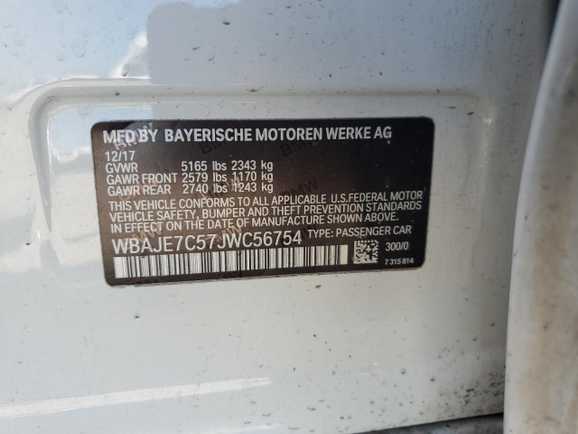 MFD BY BAYERISCHE MOTOREN WERKE AG
12/17
GVWR 5165 lbs 2343 kg
GAWR FRONT 2579 lbs 1170 kg
GAWR REAR 2740 lbs 1243 kg
THIS VEHICLE CONFORMS TO ALL APPLICABLE U.S.FEDERAL MOTOR
VEHICLE SAFETY, BUMPER, AND THEFT PREVENTION STANDARDS
IN EFFECT ON THE DATE OF MANUFACTURE SHOWN ABOVE.
WBAJE7C57JWC56754 TYPE: PASSENGER CAR
300/0
7 315 814